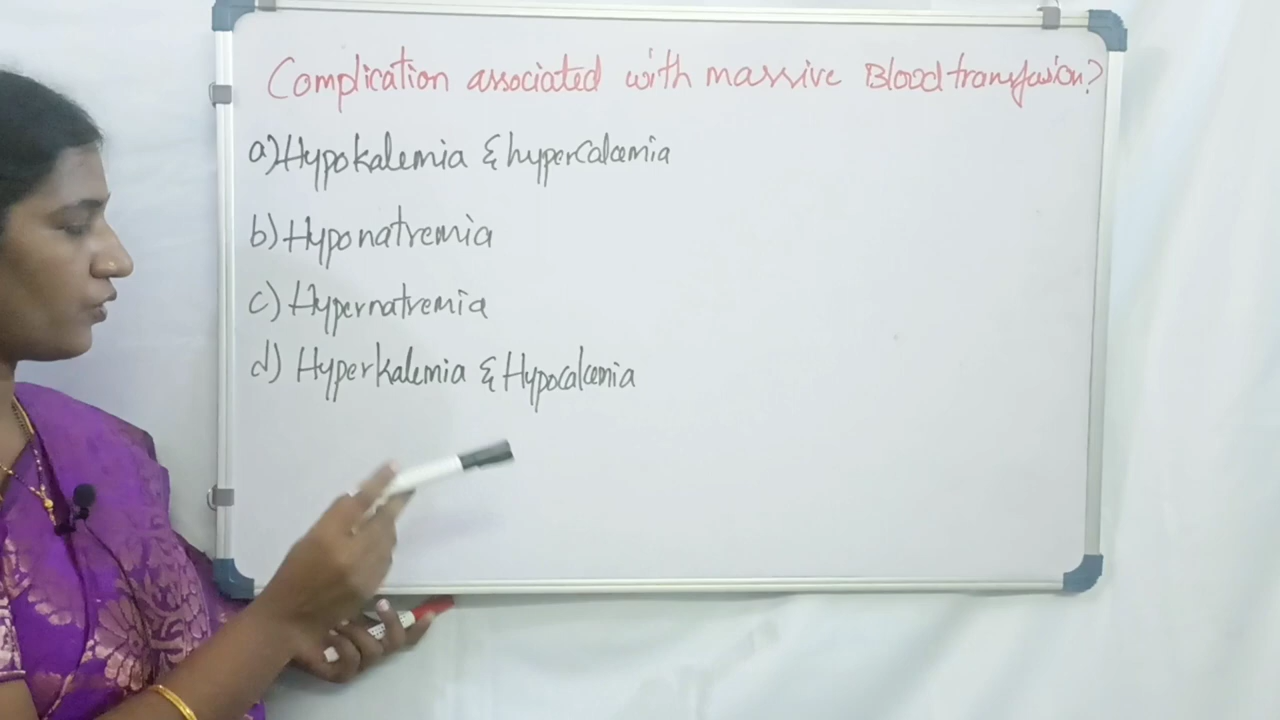 Complication associated with massive Blood transfusion?
a) Hypokalemia & hypercalcemia
b) Hyponatremia
c) Hypernatremia
d) Hyperkalemia & Hypocalcemia